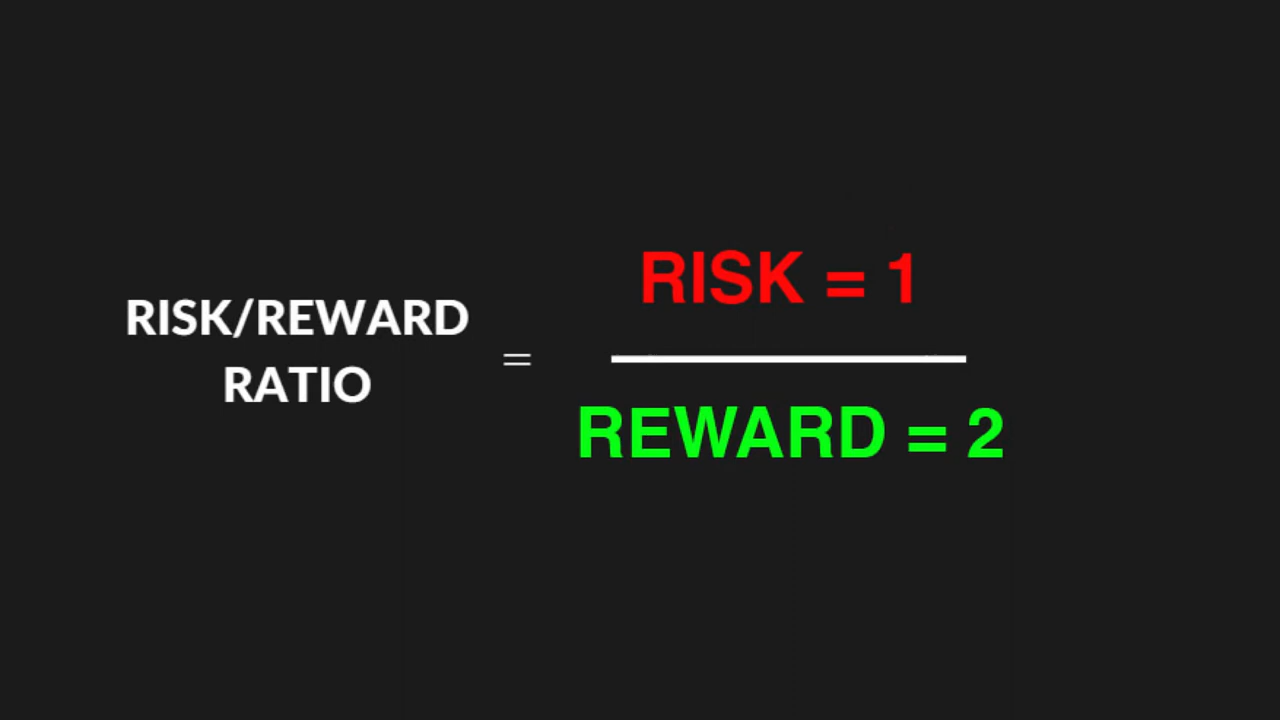 RISK/REWARD
RATIO
=
RISK = 1
REWARD = 2